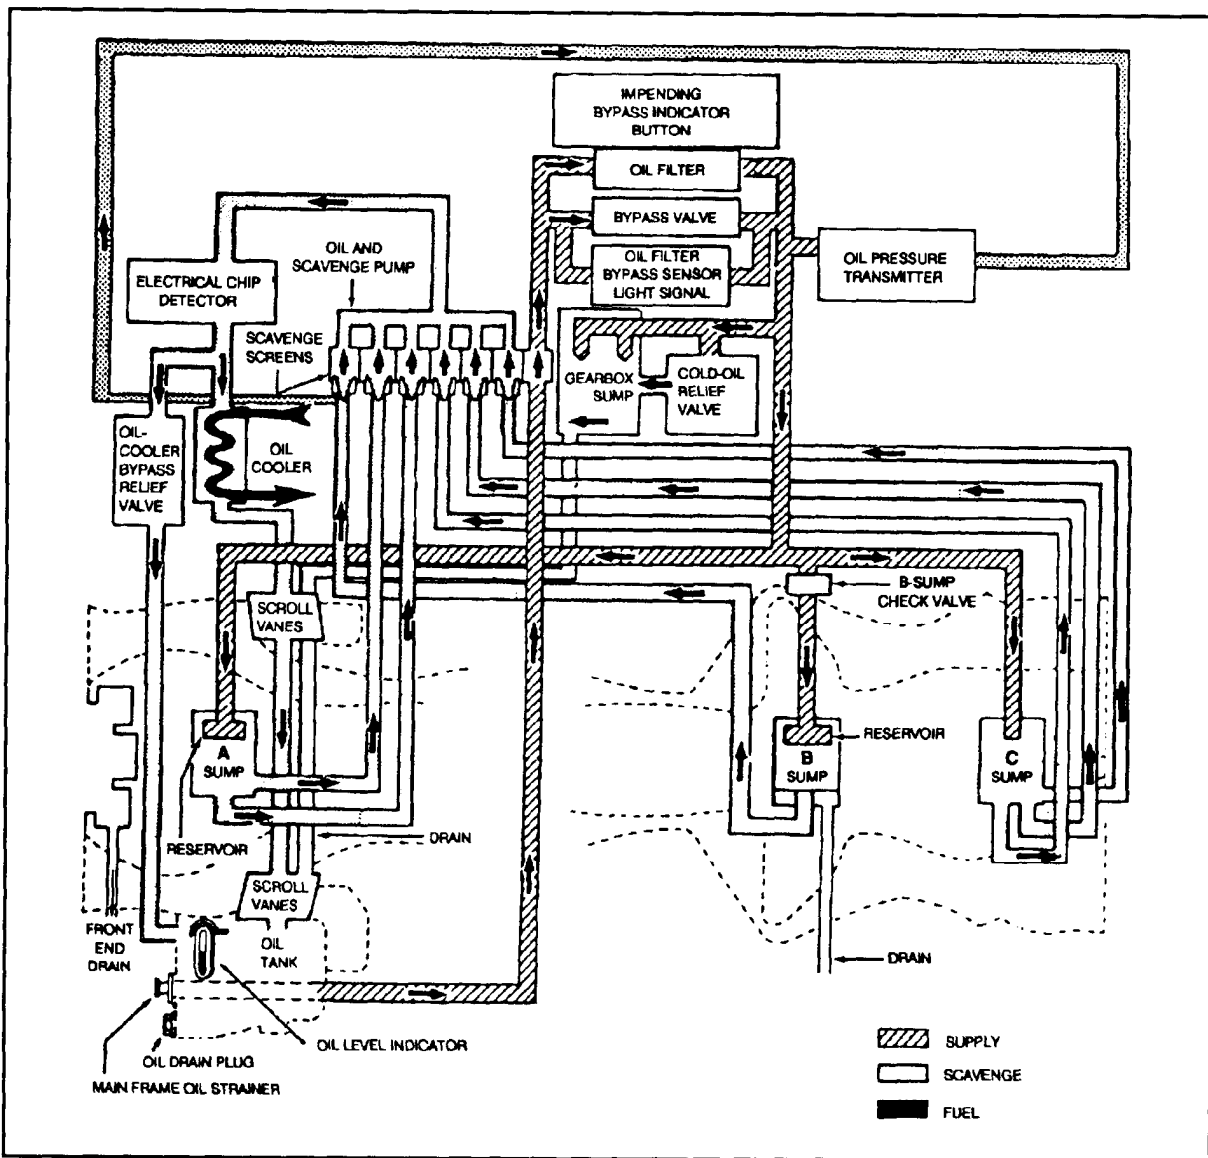 IMPENDING
BYPASS INDICATOR
BUTTON
OIL FILTER
BYPASS VALVE
OIL FILTER
BYPASS SENSOR
LIGHT SIGNAL
OIL PRESSURE
TRANSMITTER
OIL AND
SCAVENGE PUMP
ELECTRICAL CHIP
DETECTOR
SCAVENGE
SCREENS
GEARBOX
SUMP
COLD-OIL
RELIEF
VALVE
OIL-
COOLER
BYPASS
RELIEF
VALVE
OIL
COOLER
B-SUMP
CHECK VALVE
SCROLL
VANES
A
SUMP
RESERVOIR
B
SUMP
C
SUMP
RESERVOIR
DRAIN
SCROLL
VANES
FRONT
END
DRAIN
OIL
TANK
DRAIN
OIL LEVEL INDICATOR
OIL DRAIN PLUG
MAIN FRAME OIL STRAINER
SUPPLY
SCAVENGE
FUEL